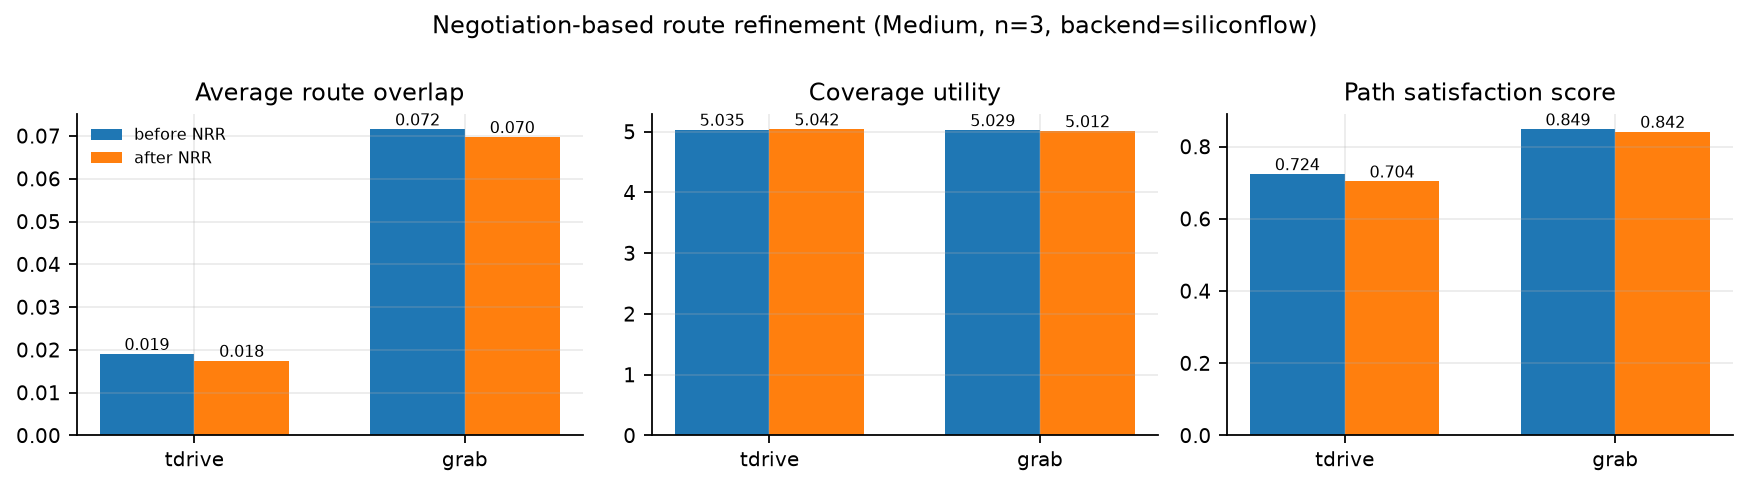 Negotiation-based route refinement (Medium, n=3, backend=siliconflow)
Average route overlap
0.07
0.06
0.05
0.04
0.03
0.02
0.01
0.00
before NRR
after NRR
0.019
0.018
0.072
0.070
tdrive
grab
Coverage utility
5
4
3
2
1
0
5.035
5.042
5.029
5.012
tdrive
grab
Path satisfaction score
0.8
0.6
0.4
0.2
0.0
0.724
0.704
0.849
0.842
tdrive
grab